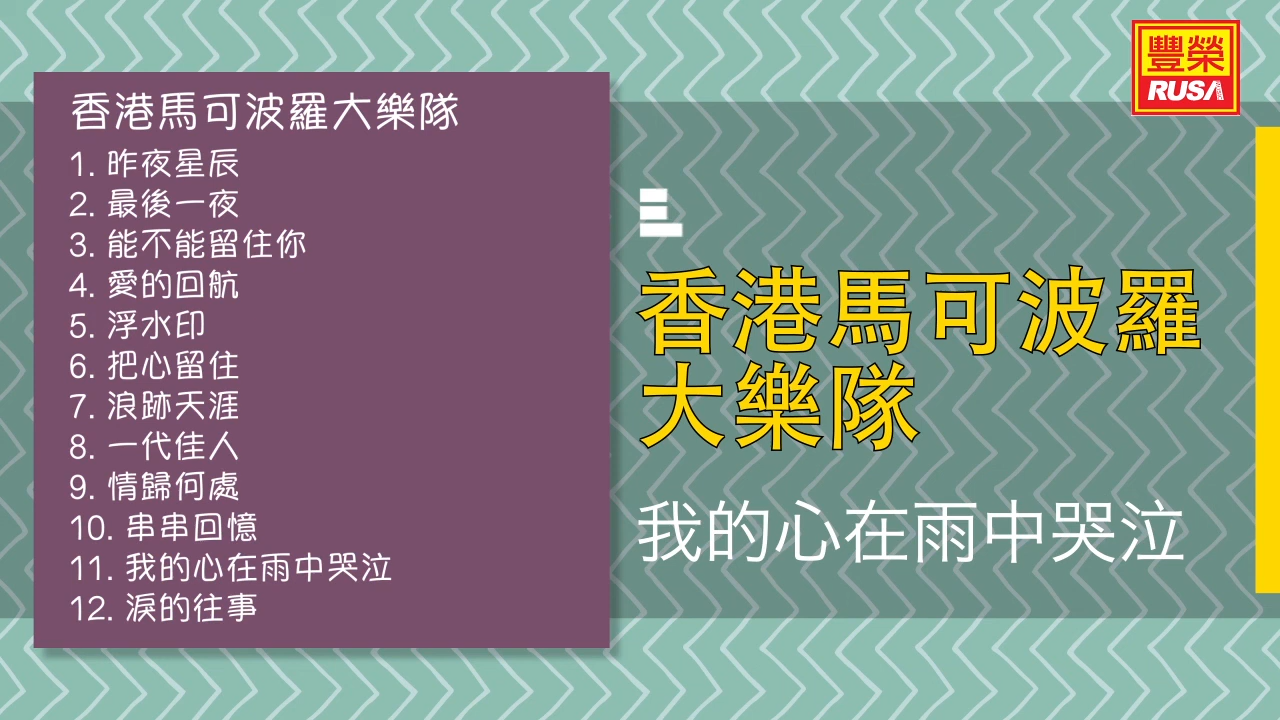 豐榮
RUSA
香港馬可波羅大樂隊
1. 昨夜星辰
2. 最後一夜
3. 能不能留住你
4. 愛的回航
5. 浮水印
6. 把心留住
7. 浪跡天涯
8. 一代佳人
9. 情歸何處
10. 串串回憶
11. 我的心在雨中哭泣
12. 淚的往事
香港馬可波羅
大樂隊
我的心在雨中哭泣